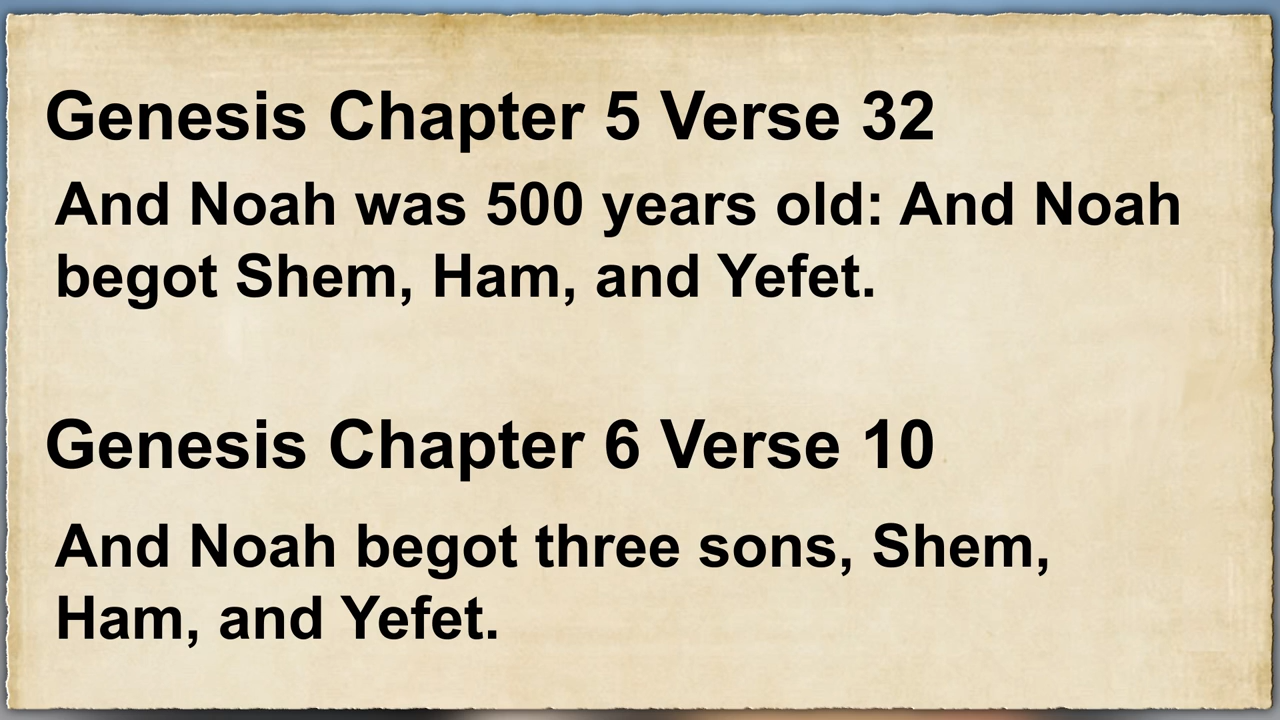 Genesis Chapter 5 Verse 32
And Noah was 500 years old: And Noah
begot Shem, Ham, and Yefet.
Genesis Chapter 6 Verse 10
And Noah begot three sons, Shem,
Ham, and Yefet.